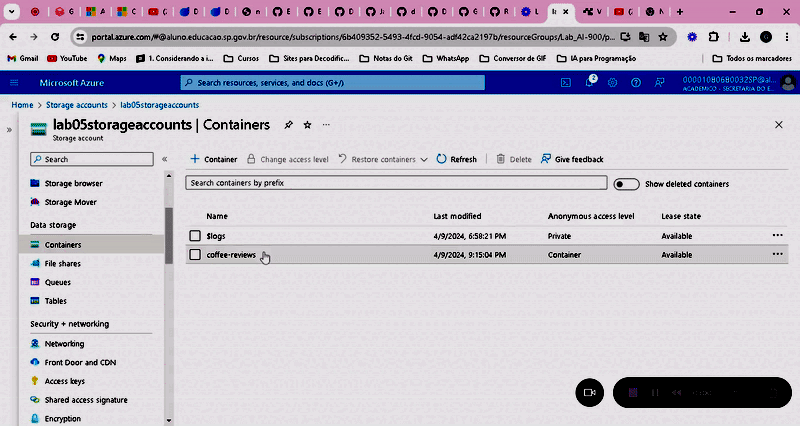 portal.azure.com/#@aluno.educacao.sp.gov.br/resource/subscriptions/6b409352-5493-4fcd-9054-adf42ca2197b/resourceGroups/Lab_AI-900/p...
Gmail YouTube Maps 1. Considerando a i... Cursos Sites para Decodific... Notas do Git WhatsApp Conversor de GIF IA para Programação Todos os marcadores
Microsoft Azure
Search resources, services, and docs (G+/)
2
00001080680032SP@al...
ACADEMICO - SECRETARIA DO E...
Home > Storage accounts > lab05storageaccounts
lab05storageaccounts | Containers
Storage account
Search
Container Change access level Restore containers Refresh Delete Give feedback
Search containers by prefix
Show deleted containers
Storage browser
Storage Mover
Data storage
Containers
File shares
Queues
Tables
Security + networking
Networking
Front Door and CDN
Access keys
Shared access signature
Encryption
Name Last modified Anonymous access level Lease state
$logs 4/9/2024, 6:58:21 PM Private Available
coffee-reviews 4/9/2024, 9:15:04 PM Container Available